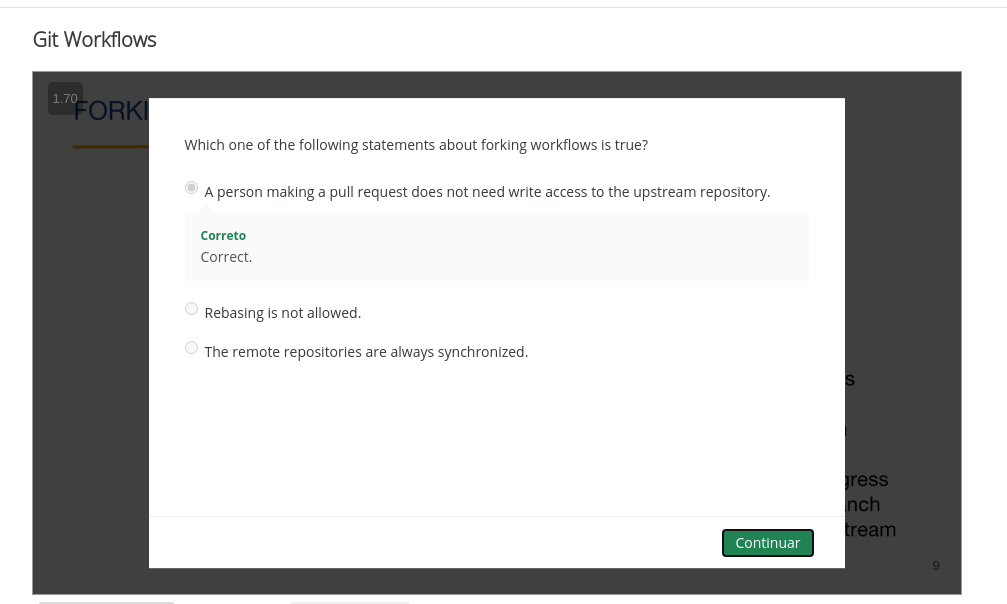 Git Workflows
1.70
FORKI
Which one of the following statements about forking workflows is true?
A person making a pull request does not need write access to the upstream repository.
Correto
Correct.
Rebasing is not allowed.
The remote repositories are always synchronized.
s
gress
nch
tream
Continuar
9